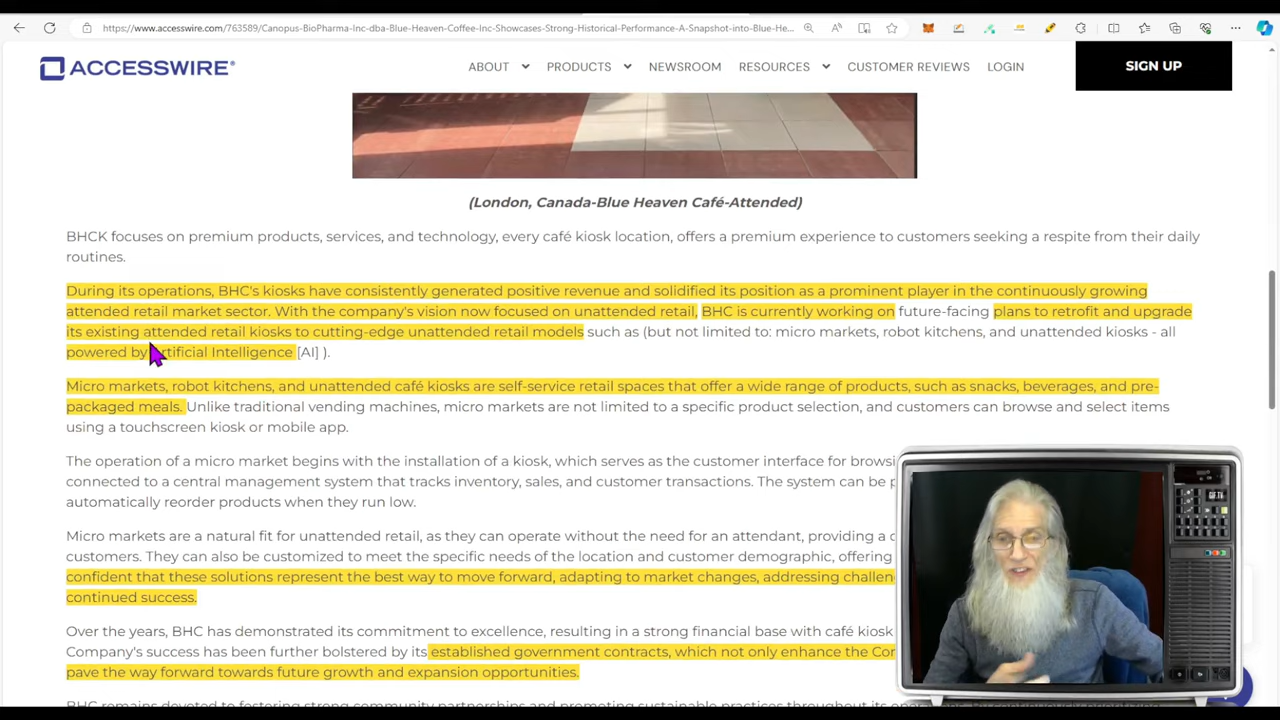 https://www.accesswire.com/763589/Canopus-BioPharma-Inc-dba-Blue-Heaven-Coffee-Inc-Showcases-Strong-Historical-Performance-A-Snapshot-into-Blue-He...
ACCESSWIRE®
ABOUT PRODUCTS NEWSROOM RESOURCES CUSTOMER REVIEWS LOGIN SIGN UP
(London, Canada-Blue Heaven Café-Attended)
BHCK focuses on premium products, services, and technology, every café kiosk location, offers a premium experience to customers seeking a respite from their daily
routines.
During its operations, BHC's kiosks have consistently generated positive revenue and solidified its position as a prominent player in the continuously growing
attended retail market sector. With the company's vision now focused on unattended retail, BHC is currently working on future-facing plans to retrofit and upgrade
its existing attended retail kiosks to cutting-edge unattended retail models such as (but not limited to: micro markets, robot kitchens, and unattended kiosks - all
powered by Artificial Intelligence [AI] ).
Micro markets, robot kitchens, and unattended café kiosks are self-service retail spaces that offer a wide range of products, such as snacks, beverages, and pre-
packaged meals. Unlike traditional vending machines, micro markets are not limited to a specific product selection, and customers can browse and select items
using a touchscreen kiosk or mobile app.
The operation of a micro market begins with the installation of a kiosk, which serves as the customer interface for
connected to a central management system that tracks inventory, sales, and customer transactions. The system can be
automatically reorder products when they run low.
Micro markets are a natural fit for unattended retail, as they can operate without the need for an attendant, providing a
customers. They can also be customized to meet the specific needs of the location and customer demographic, offering
confident that these solutions represent the best way to move forward, adapting to market changes, addressing
continued success.
Over the years, BHC has demonstrated its commitment to excellence, resulting in a strong financial base with café kiosk
Company's success has been further bolstered by its established government contracts, which not only enhance the
pave the way forward towards future growth and expansion opportunities.
BHC remains devoted to fostering strong community partnerships and promoting sustainable practices throughout its